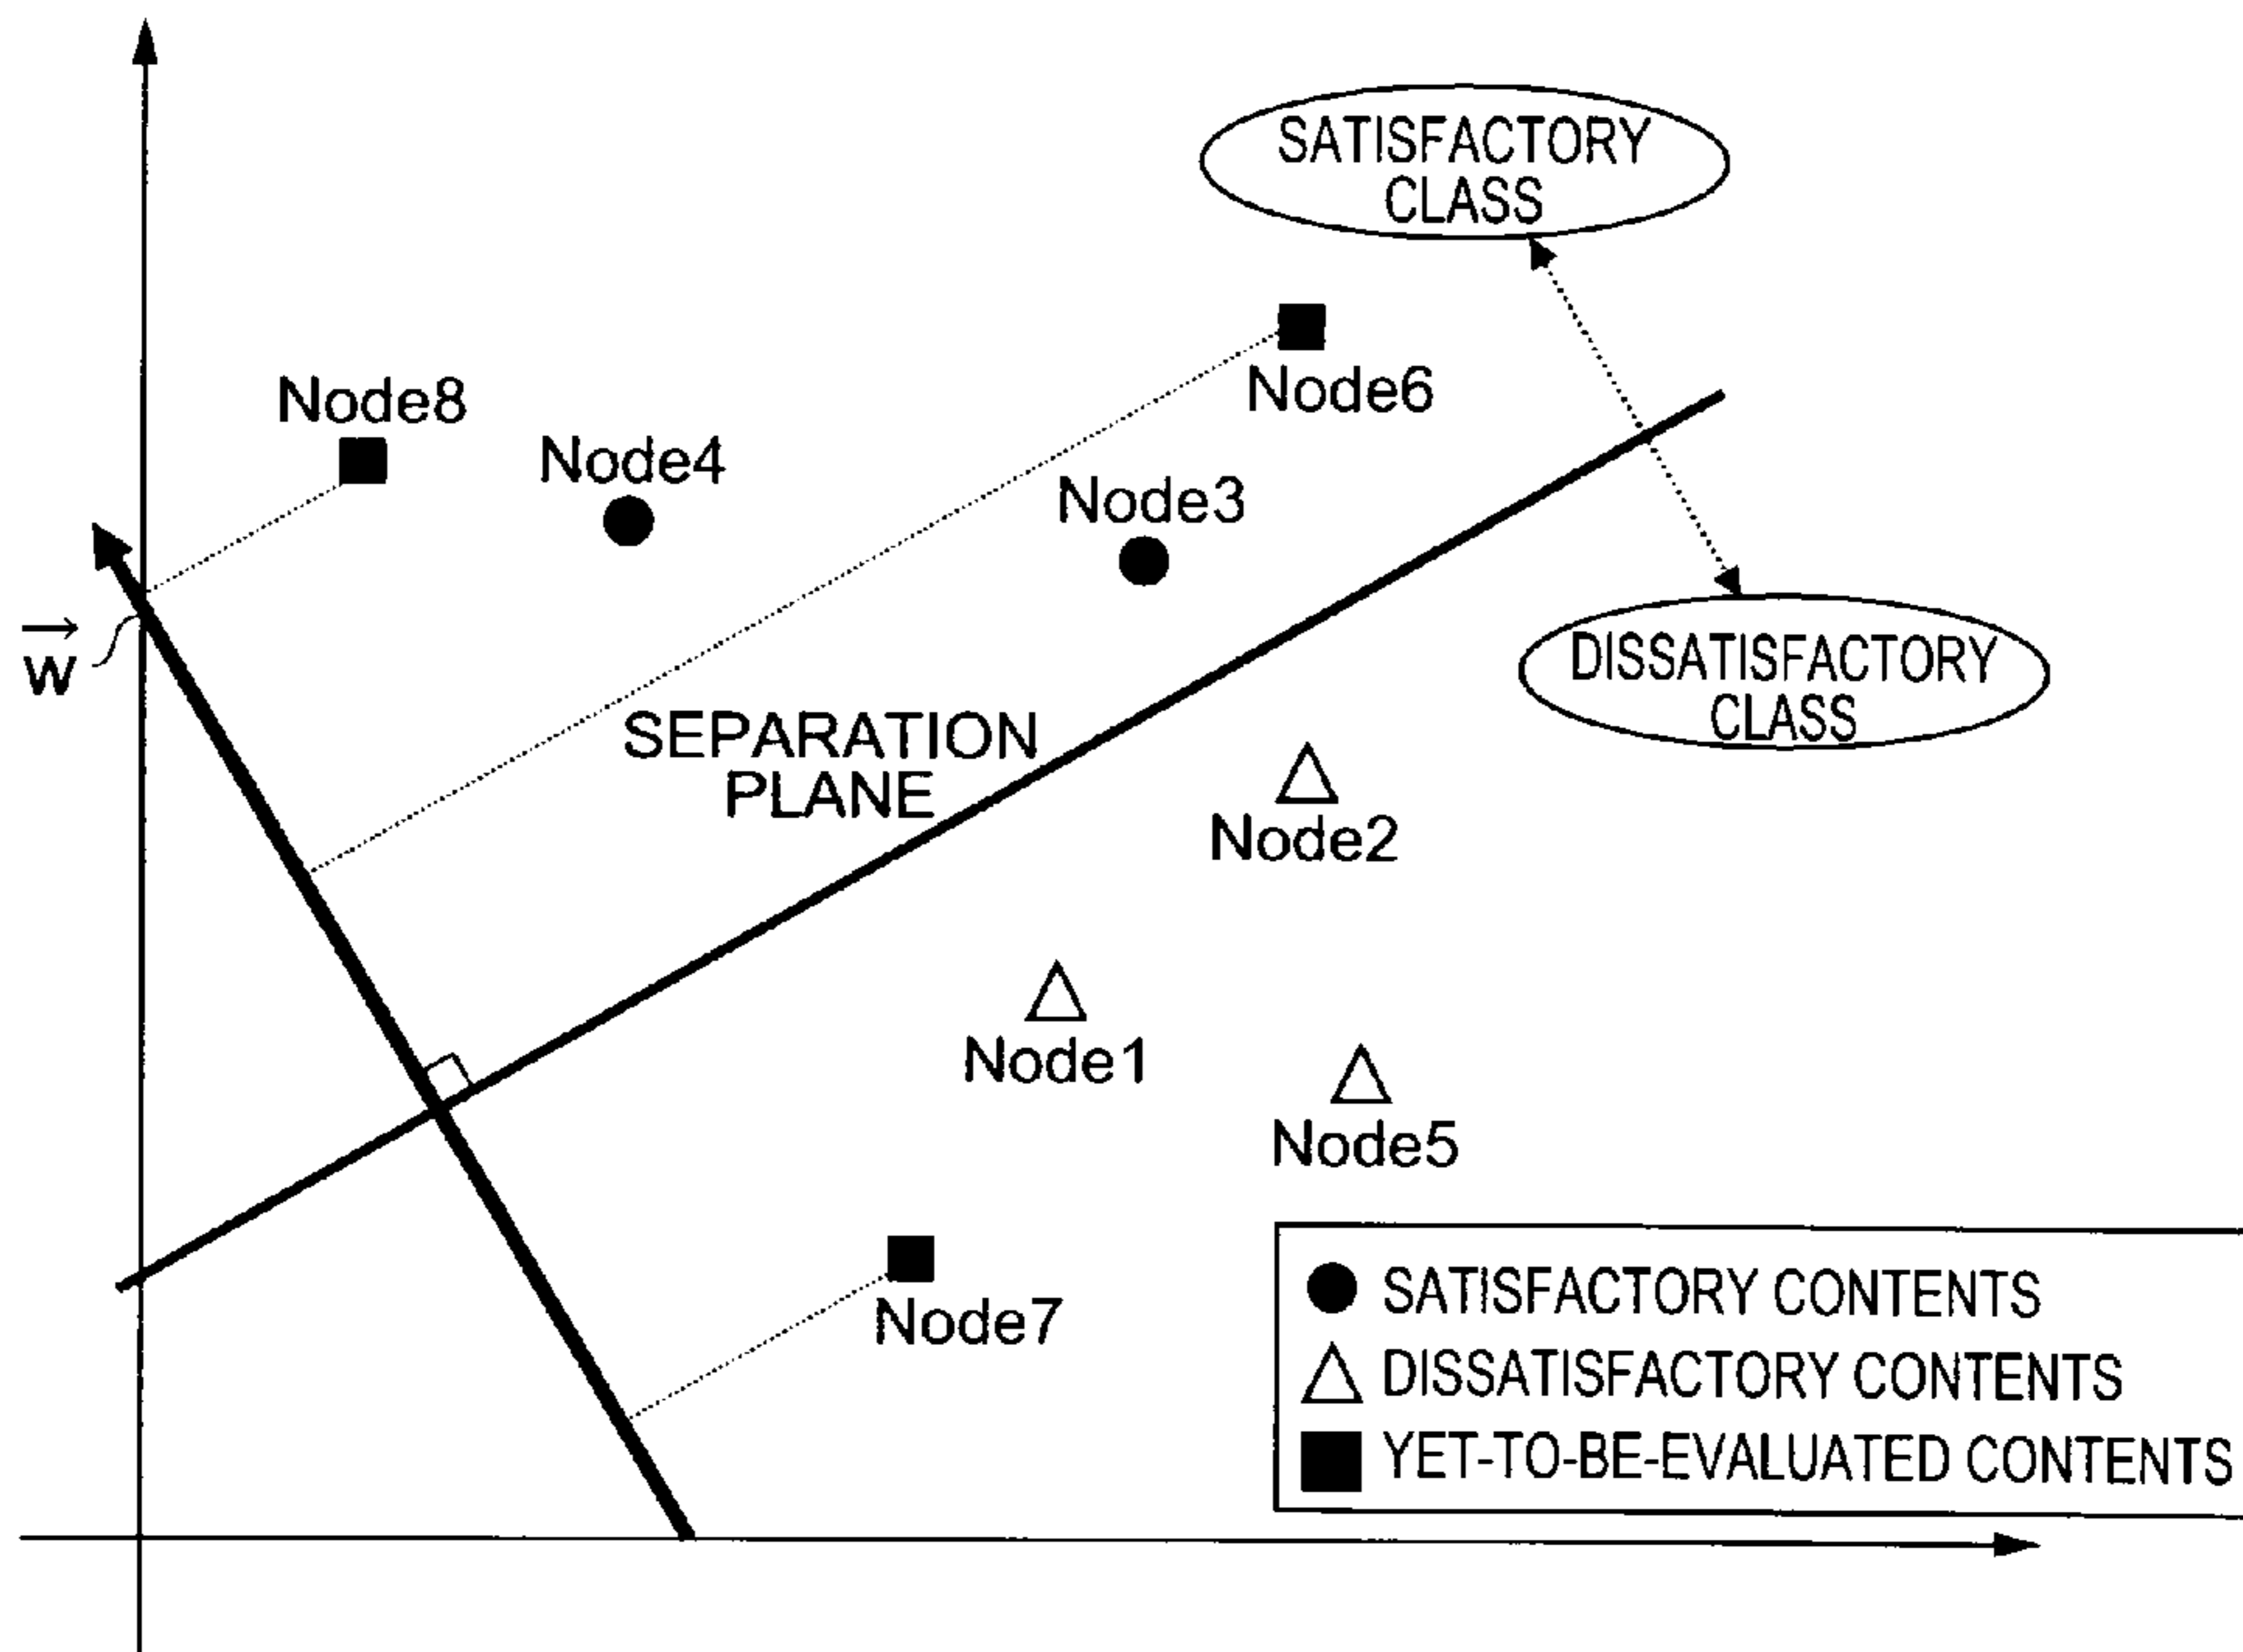 SATISFACTORY
CLASS
Node8
Node6
Node4
Node3
w
DISSATISFACTORY
CLASS
SEPARATION
PLANE
Node2
Node1
Node5
Node7
SATISFACTORY CONTENTS
DISSATISFACTORY CONTENTS
YET-TO-BE-EVALUATED CONTENTS